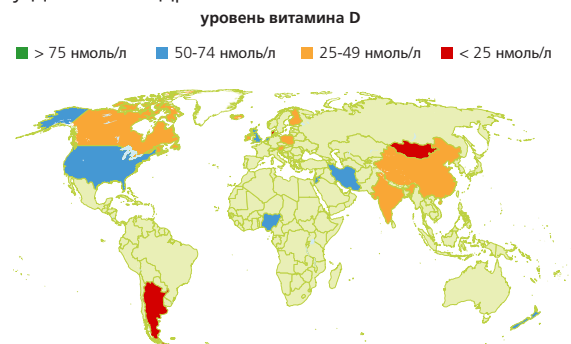 уровень витамина D
> 75 нмоль/л 50-74 нмоль/л 25-49 нмоль/л < 25 нмоль/л